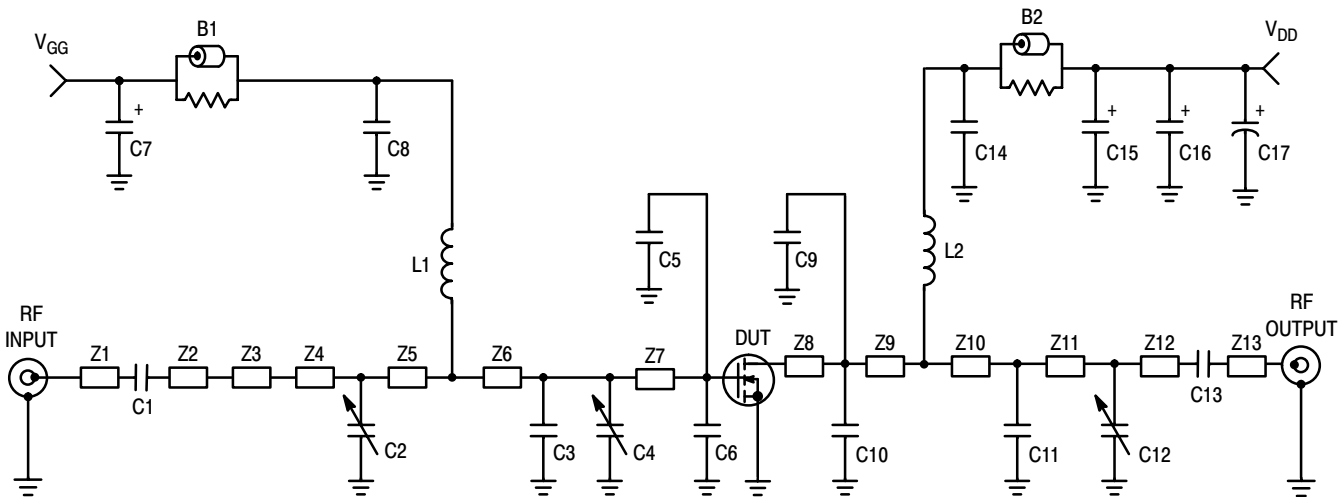 B1
B2
VGG
VDD
+
C7
C8
C14
+
C15
+
C16
+
C17
C5
C9
L1
L2
RF
INPUT
RF
OUTPUT
Z1
Z2
Z3
Z4
Z5
Z6
Z7
DUT
Z8
Z9
Z10
Z11
Z12
Z13
C1
C13
C2
C3
C4
C6
C10
C11
C12